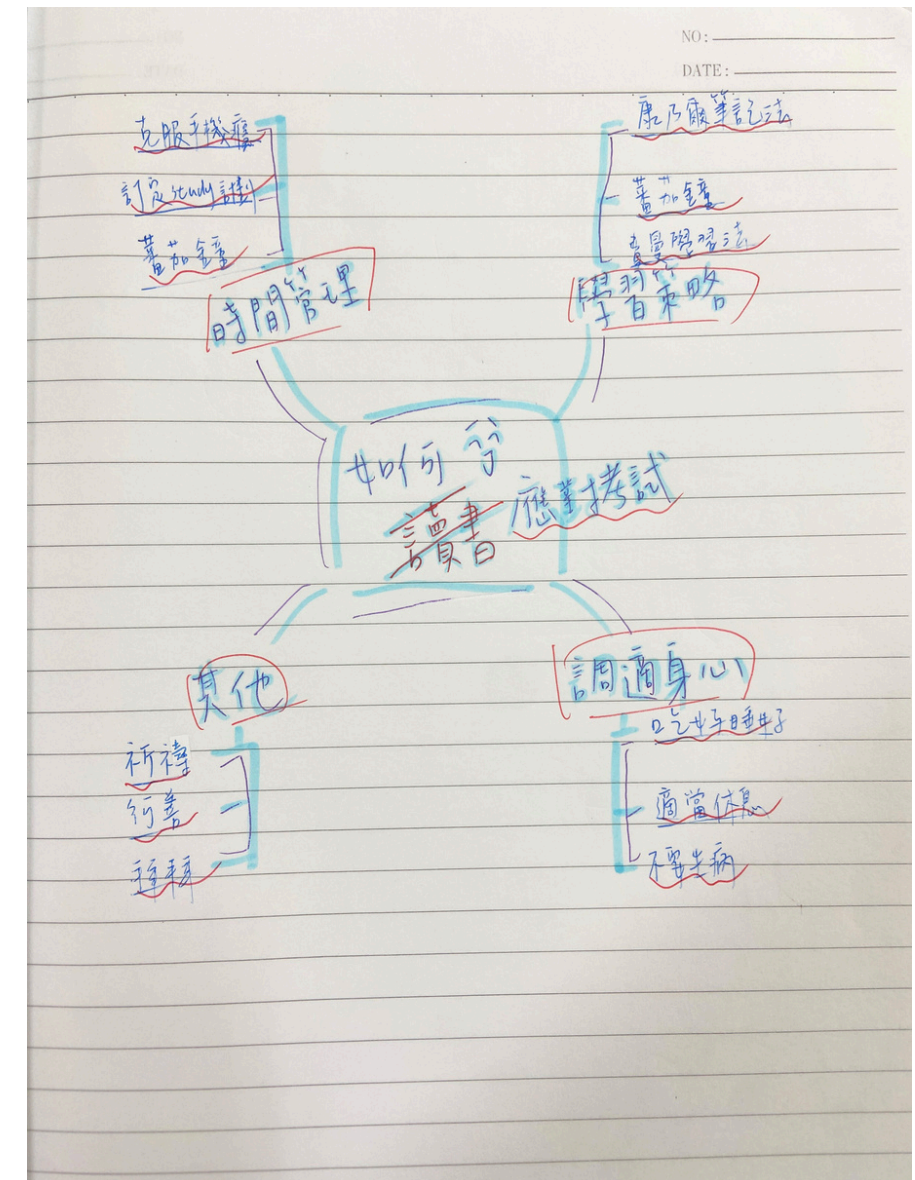 NO:
DATE:
克服手機癮
訂定study計劃
蕃茄鐘
時間管理
康乃爾筆記法
蕃茄鐘
費曼學習法
學習策略
如何
讀書 應對考試
其他
祈禱
行善
調適身心
吃好睡好
適當休息
不要生病